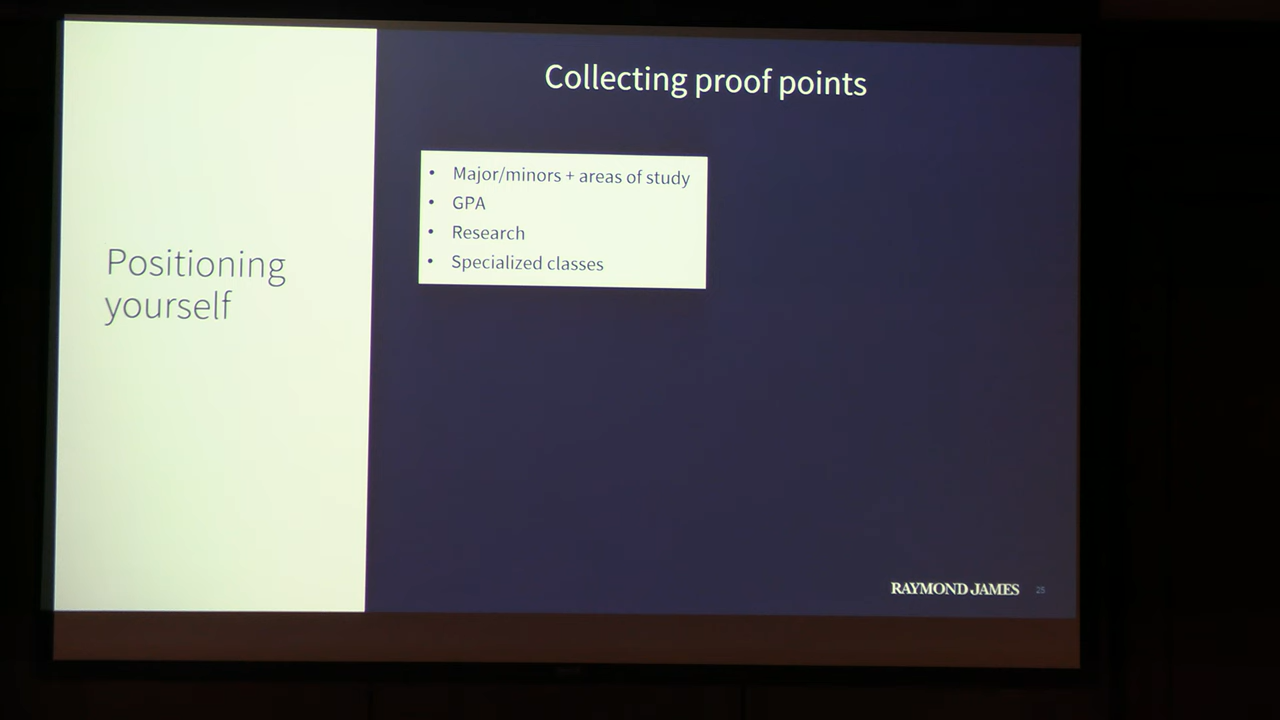 Collecting proof points
Positioning
yourself
• Major/minors + areas of study
• GPA
• Research
• Specialized classes
RAYMOND JAMES